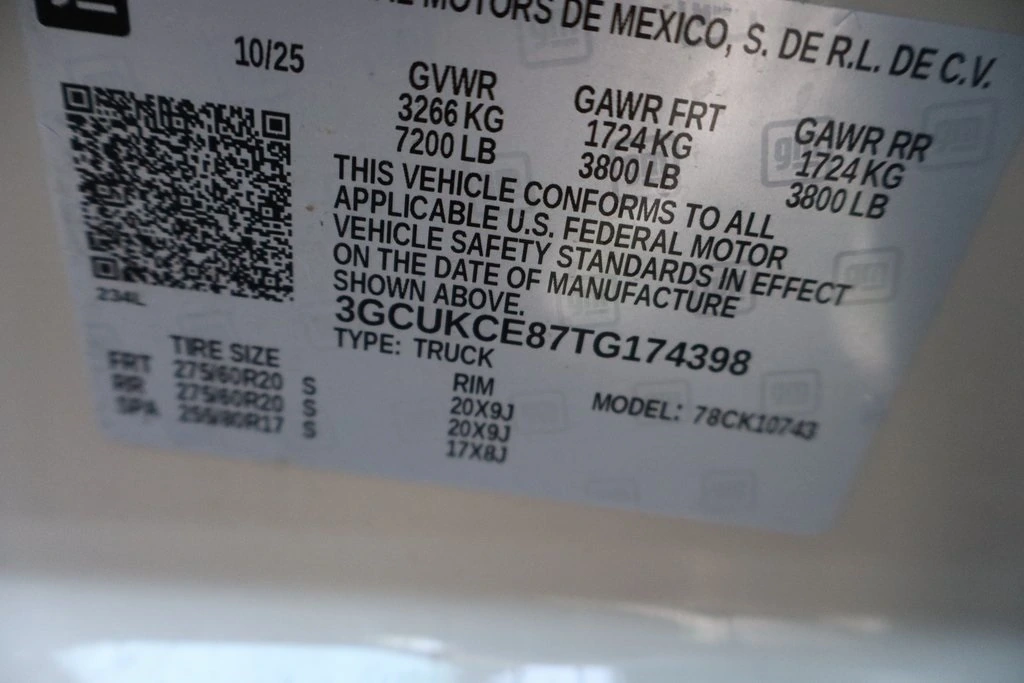 MOTORS DE MEXICO, S. DE R.L. DE C.V.
10/25
GVWR
3266 KG
7200 LB
GAWR FRT
1724 KG
3800 LB
GAWR RR
1724 KG
3800 LB
THIS VEHICLE CONFORMS TO ALL
APPLICABLE U.S. FEDERAL MOTOR
VEHICLE SAFETY STANDARDS IN EFFECT
ON THE DATE OF MANUFACTURE
SHOWN ABOVE.
3GCUKCE87TG174398
TYPE: TRUCK
234L
TIRE SIZE
RIM
FRT 275/60R20 S 20X9J
RR 275/60R20 S 20X9J
SPA 255/80R17 S 17X8J
MODEL: 78CK10743